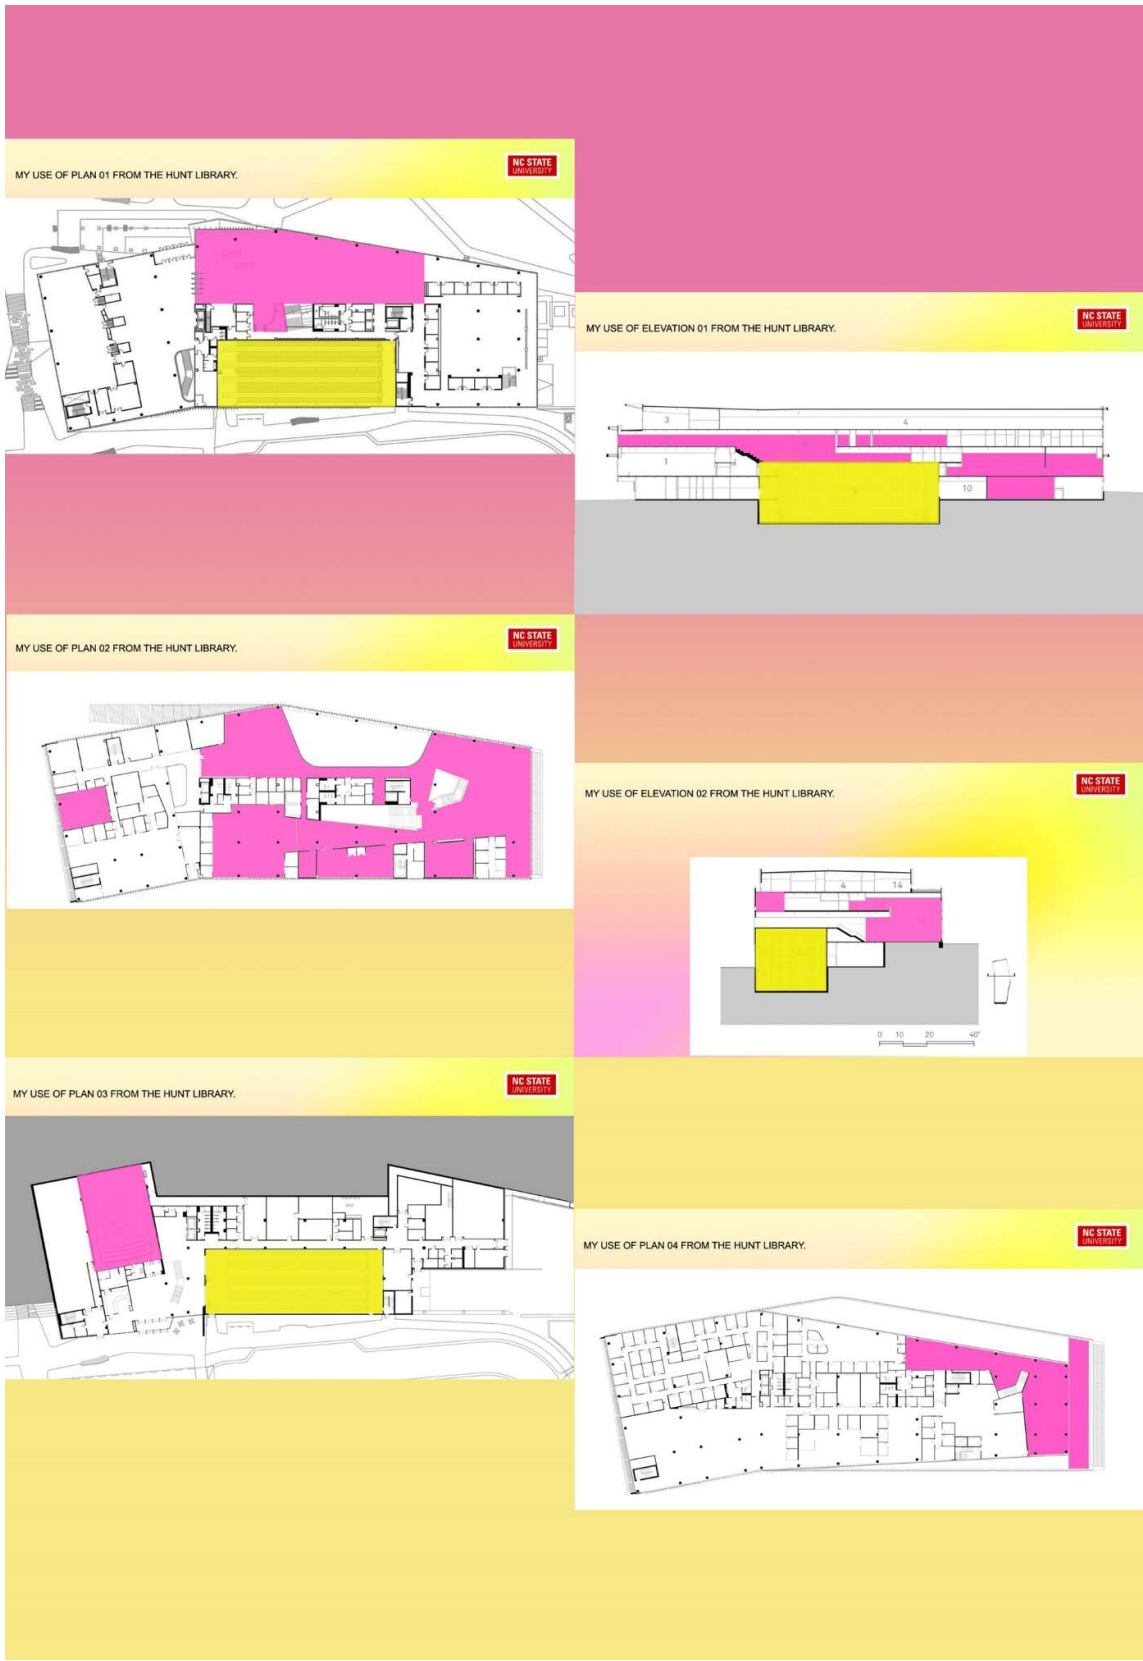 MY USE OF PLAN 01 FROM THE HUNT LIBRARY.
NC STATE
UNIVERSITY
MY USE OF ELEVATION 01 FROM THE HUNT LIBRARY.
NC STATE
UNIVERSITY
3
4
1
10
MY USE OF PLAN 02 FROM THE HUNT LIBRARY.
NC STATE
UNIVERSITY
MY USE OF ELEVATION 02 FROM THE HUNT LIBRARY.
NC STATE
UNIVERSITY
4 14
0 10 20 40'
MY USE OF PLAN 03 FROM THE HUNT LIBRARY.
NC STATE
UNIVERSITY
MY USE OF PLAN 04 FROM THE HUNT LIBRARY.
NC STATE
UNIVERSITY